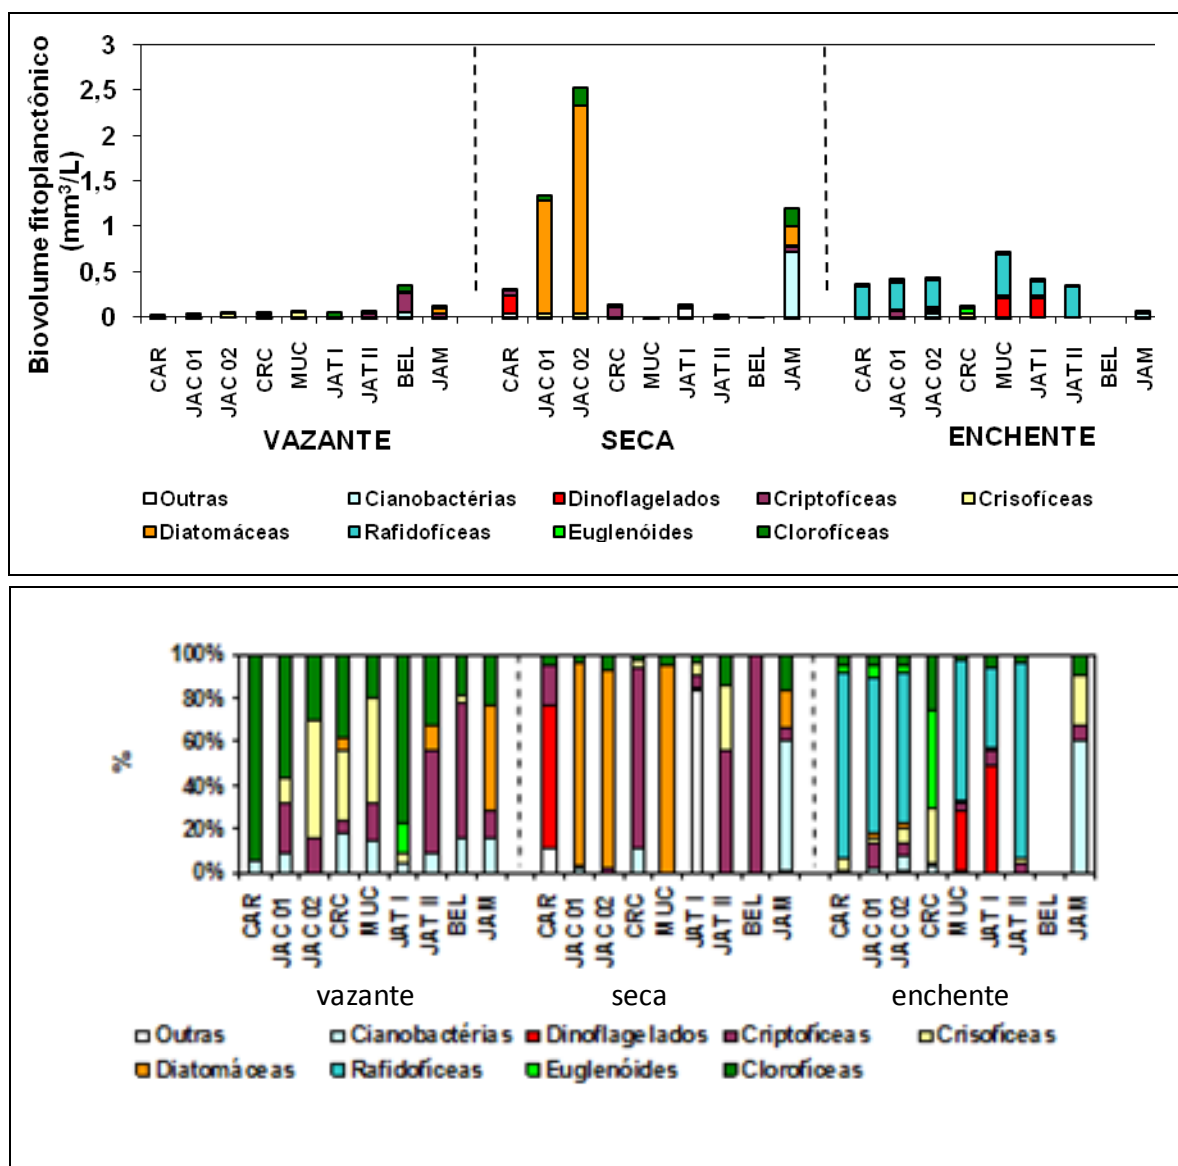 Biovolume fitoplanctônico
(mm³/L)
3
2,5
2
1,5
1
0,5
0
CAR
JAC 01
JAC 02
CRC
MUC
JAT I
JAT II
BEL
JAM
CAR
JAC 01
JAC 02
CRC
MUC
JAT I
JAT II
BEL
JAM
CAR
JAC 01
JAC 02
CRC
MUC
JAT I
JAT II
BEL
JAM
VAZANTE SECA ENCHENTE
Outras Cianobactérias Dinoflagelados Criptofíceas Crisofíceas
Diatomáceas Rafidofíceas Euglenóides Clorofíceas
%
100%
80%
60%
40%
20%
0%
CAR
JAC 01
JAC 02
CRC
MUC
JAT I
JAT II
BEL
JAM
CAR
JAC 01
JAC 02
CRC
MUC
JAT I
JAT II
BEL
JAM
CAR
JAC 01
JAC 02
CRC
MUC
JAT I
JAT II
BEL
JAM
vazante seca enchente
Outras Cianobactérias Dinoflagelados Criptofíceas Crisofíceas
Diatomáceas Rafidofíceas Euglenóides Clorofíceas